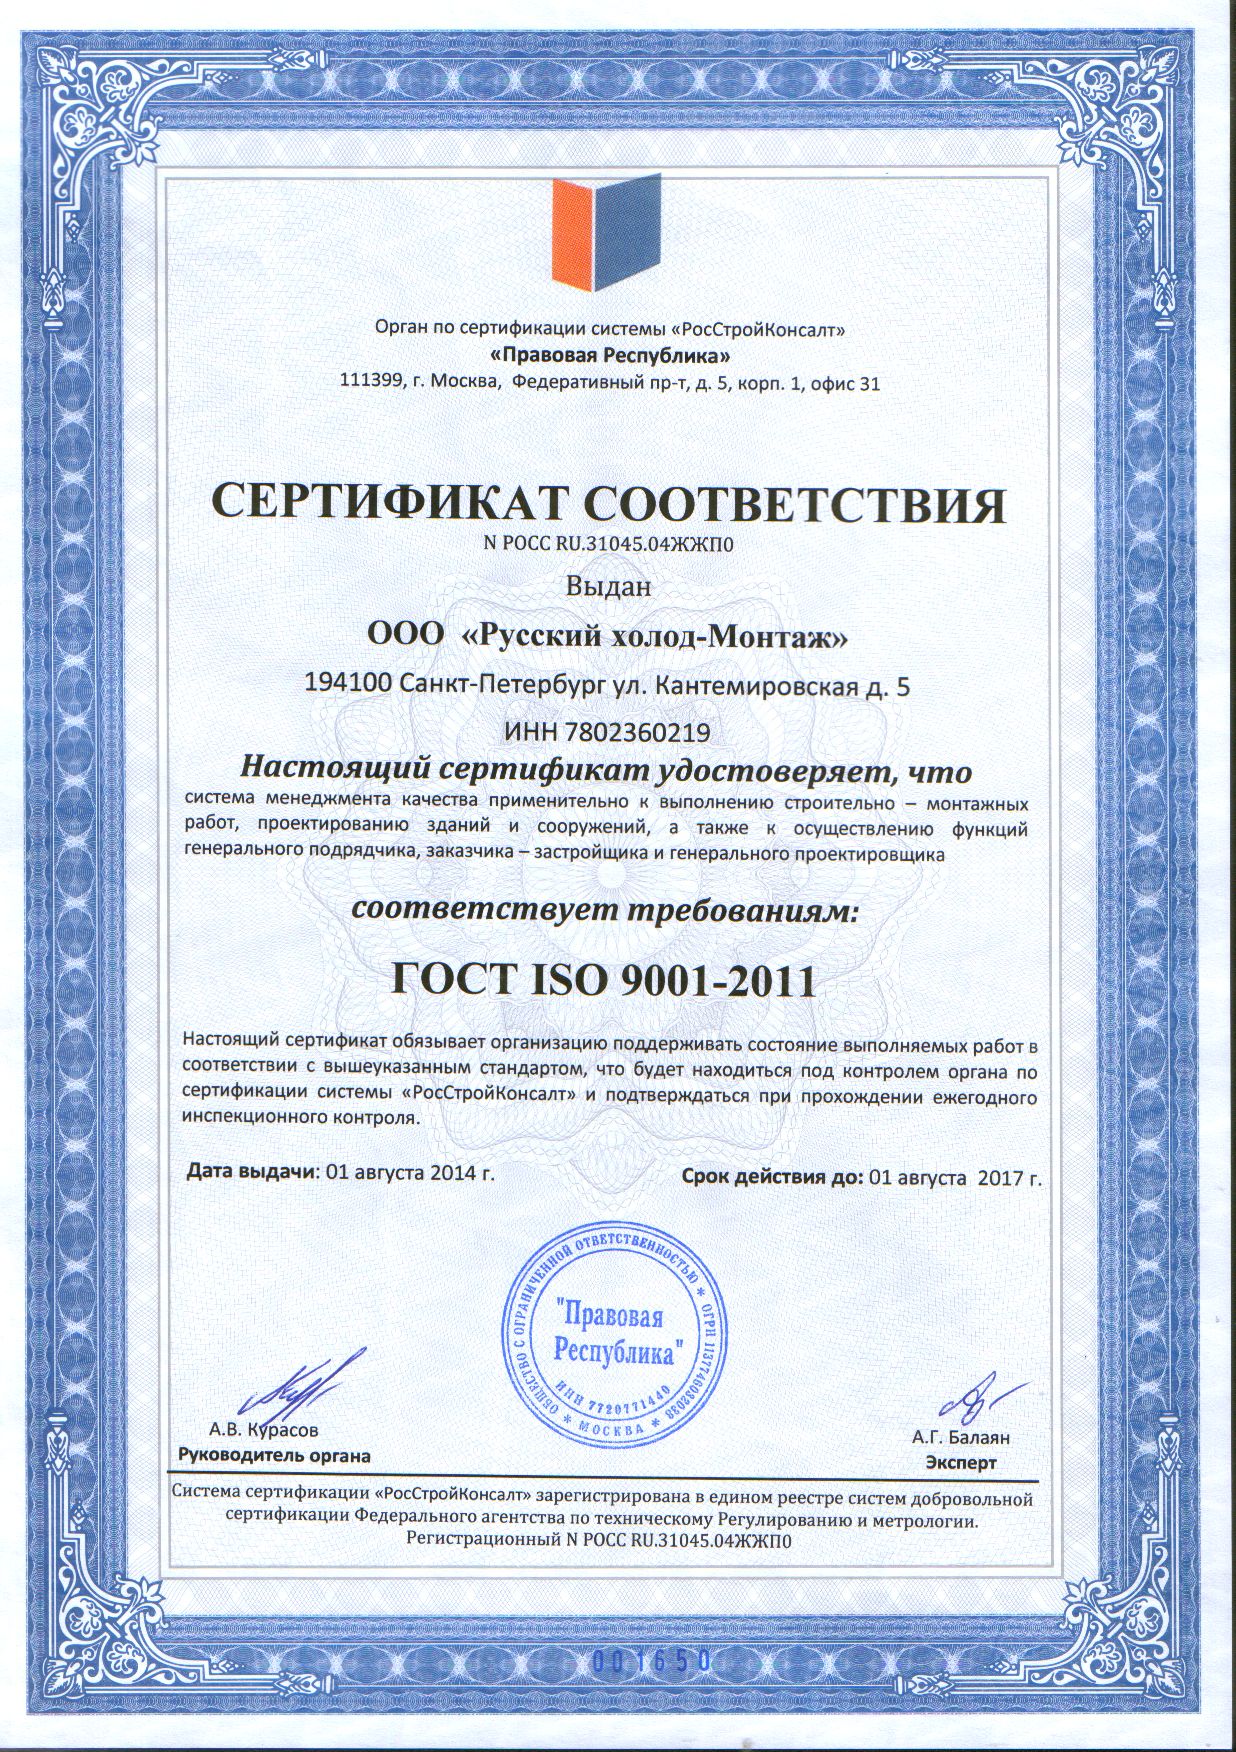 Орган по сертификации системы «РосСтройКонсалт»
«Правовая Республика»
111399, г. Москва, Федеративный пр-т, д. 5, корп. 1, офис 31
СЕРТИФИКАТ СООТВЕТСТВИЯ
N РОСС RU.31045.04ЖЖП0
Выдан
ООО «Русский холод-Монтаж»
194100 Санкт-Петербург ул. Кантемировская д. 5
ИНН 7802360219
Настоящий сертификат удостоверяет, что
система менеджмента качества применительно к выполнению строительно – монтажных
работ, проектированию зданий и сооружений, а также к осуществлению функций
генерального подрядчика, заказчика – застройщика и генерального проектировщика
соответствует требованиям:
ГОСТ ISO 9001-2011
Настоящий сертификат обязывает организацию поддерживать состояние выполняемых работ в
соответствии с вышеуказанным стандартом, что будет находиться под контролем органа по
сертификации системы «РосСтройКонсалт» и подтверждаться при прохождении ежегодного
инспекционного контроля.
Дата выдачи: 01 августа 2014 г.
Срок действия до: 01 августа 2017 г.
ОБЩЕСТВО С ОГРАНИЧЕННОЙ ОТВЕТСТВЕННОСТЬЮ * ОГРН 1137746093038 * МОСКВА *
"Правовая
Республика"
ИНН 7720771440
А.В. Курасов
Руководитель органа
А.Г. Балаян
Эксперт
Система сертификации «РосСтройКонсалт» зарегистрирована в едином реестре систем добровольной
сертификации Федерального агентства по техническому Регулированию и метрологии.
Регистрационный N РОСС RU.31045.04ЖЖП0
001650